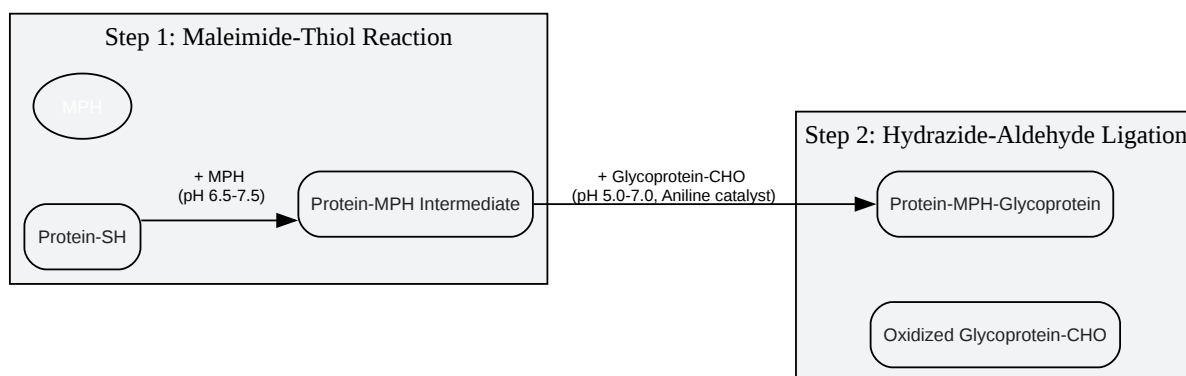 Step 1: Maleimide-Thiol Reaction
MPH
+ MPH
(pH 6.5-7.5)
Protein-SH
Protein-MPH Intermediate
+ Glycoprotein-CHO
(pH 5.0-7.0, Aniline catalyst)
Step 2: Hydrazide-Aldehyde Ligation
Protein-MPH-Glycoprotein
Oxidized Glycoprotein-CHO